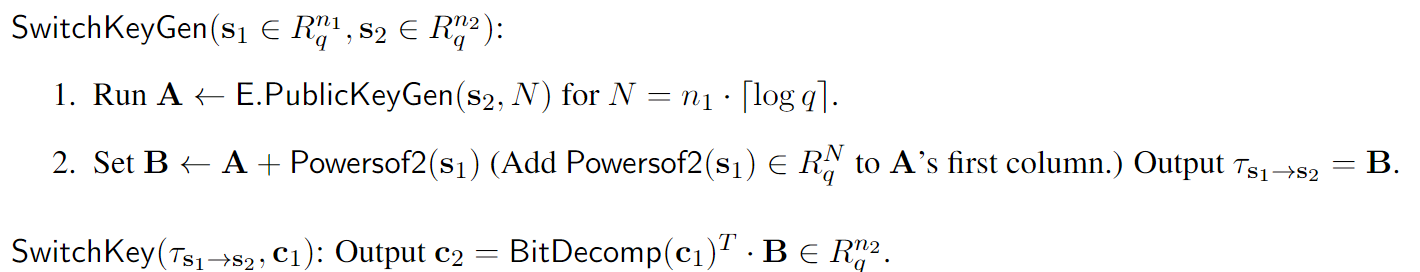 SwitchKeyGen(s₁ ∈ R_q^{n₁}, s₂ ∈ R_q^{n₂}):
1. Run A ← E.PublicKeyGen(s₂, N) for N = n₁ · ⌈log q⌉.
2. Set B ← A + Powersof2(s₁) (Add Powersof2(s₁) ∈ R_q^N to A’s first column.) Output τ_{s₁→s₂} = B.
SwitchKey(τ_{s₁→s₂}, c₁): Output c₂ = BitDecomp(c₁)^T · B ∈ R_q^{n₂}.